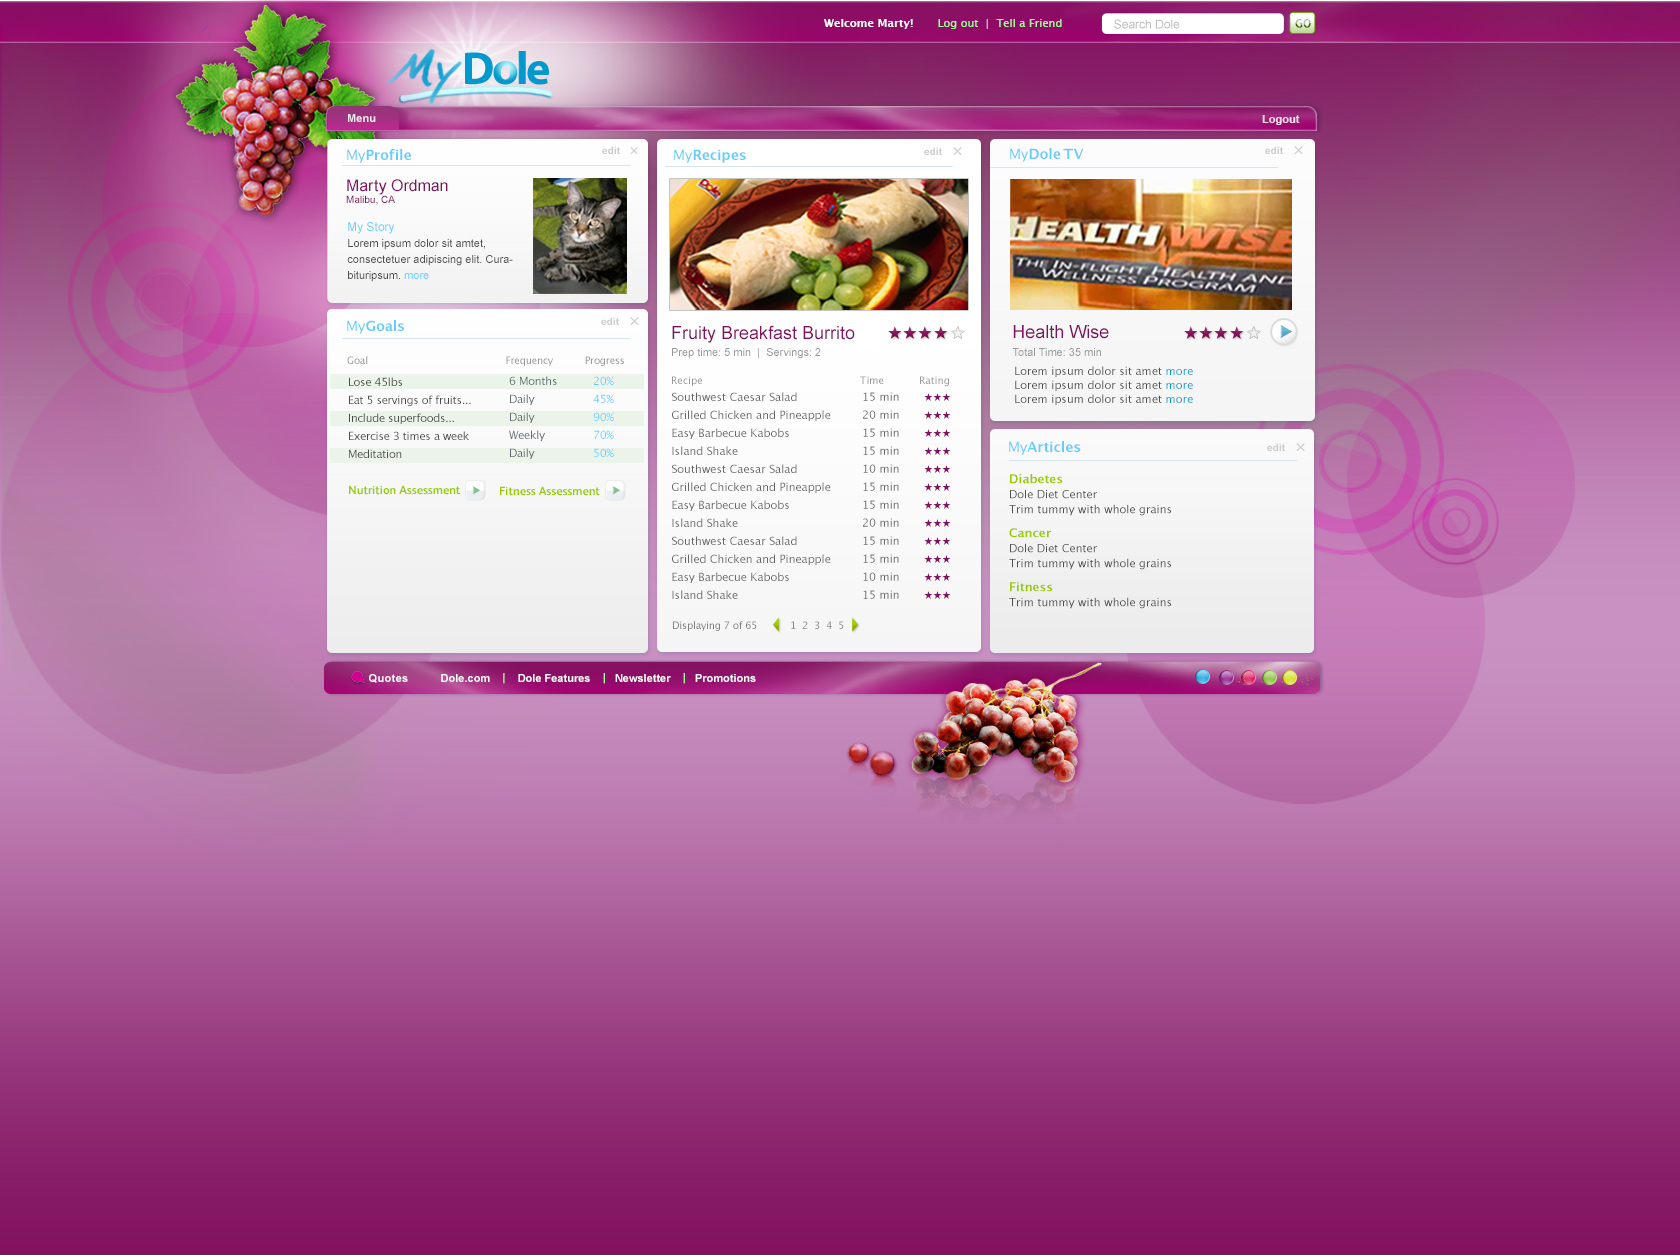 Welcome Marty!
Log out | Tell a Friend
Search Dole
GO
My Dole
Menu
Logout
MyProfile
edit
Marty Ordman
Malibu, CA
My Story
Lorem ipsum dolor sit amtet,
consectetuer adipiscing elit. Cura-
bituripsum. more
MyGoals
edit
Goal Frequency Progress
Lose 45lbs 6 Months 20%
Eat 5 servings of fruits... Daily 45%
Include superfoods... Daily 90%
Exercise 3 times a week Weekly 70%
Meditation Daily 50%
Nutrition Assessment
Fitness Assessment
MyRecipes
edit
Dole
Fruity Breakfast Burrito
Prep time: 5 min | Servings: 2
Recipe Time Rating
Southwest Caesar Salad 15 min ★★★
Grilled Chicken and Pineapple 20 min ★★★
Easy Barbecue Kabobs 15 min ★★★
Island Shake 15 min ★★★
Southwest Caesar Salad 10 min ★★★
Grilled Chicken and Pineapple 15 min ★★★
Easy Barbecue Kabobs 15 min ★★★
Island Shake 20 min ★★★
Southwest Caesar Salad 15 min ★★★
Grilled Chicken and Pineapple 15 min ★★★
Easy Barbecue Kabobs 10 min ★★★
Island Shake 15 min ★★★
Displaying 7 of 65 1 2 3 4 5
MyDole TV
edit
HEALTH WISE
THE IN-FLIGHT HEALTH AND
WELLNESS PROGRAM
Health Wise
Total Time: 35 min
Lorem ipsum dolor sit amet more
Lorem ipsum dolor sit amet more
Lorem ipsum dolor sit amet more
MyArticles
edit
Diabetes
Dole Diet Center
Trim tummy with whole grains
Cancer
Dole Diet Center
Trim tummy with whole grains
Fitness
Trim tummy with whole grains
Quotes
Dole.com | Dole Features | Newsletter | Promotions